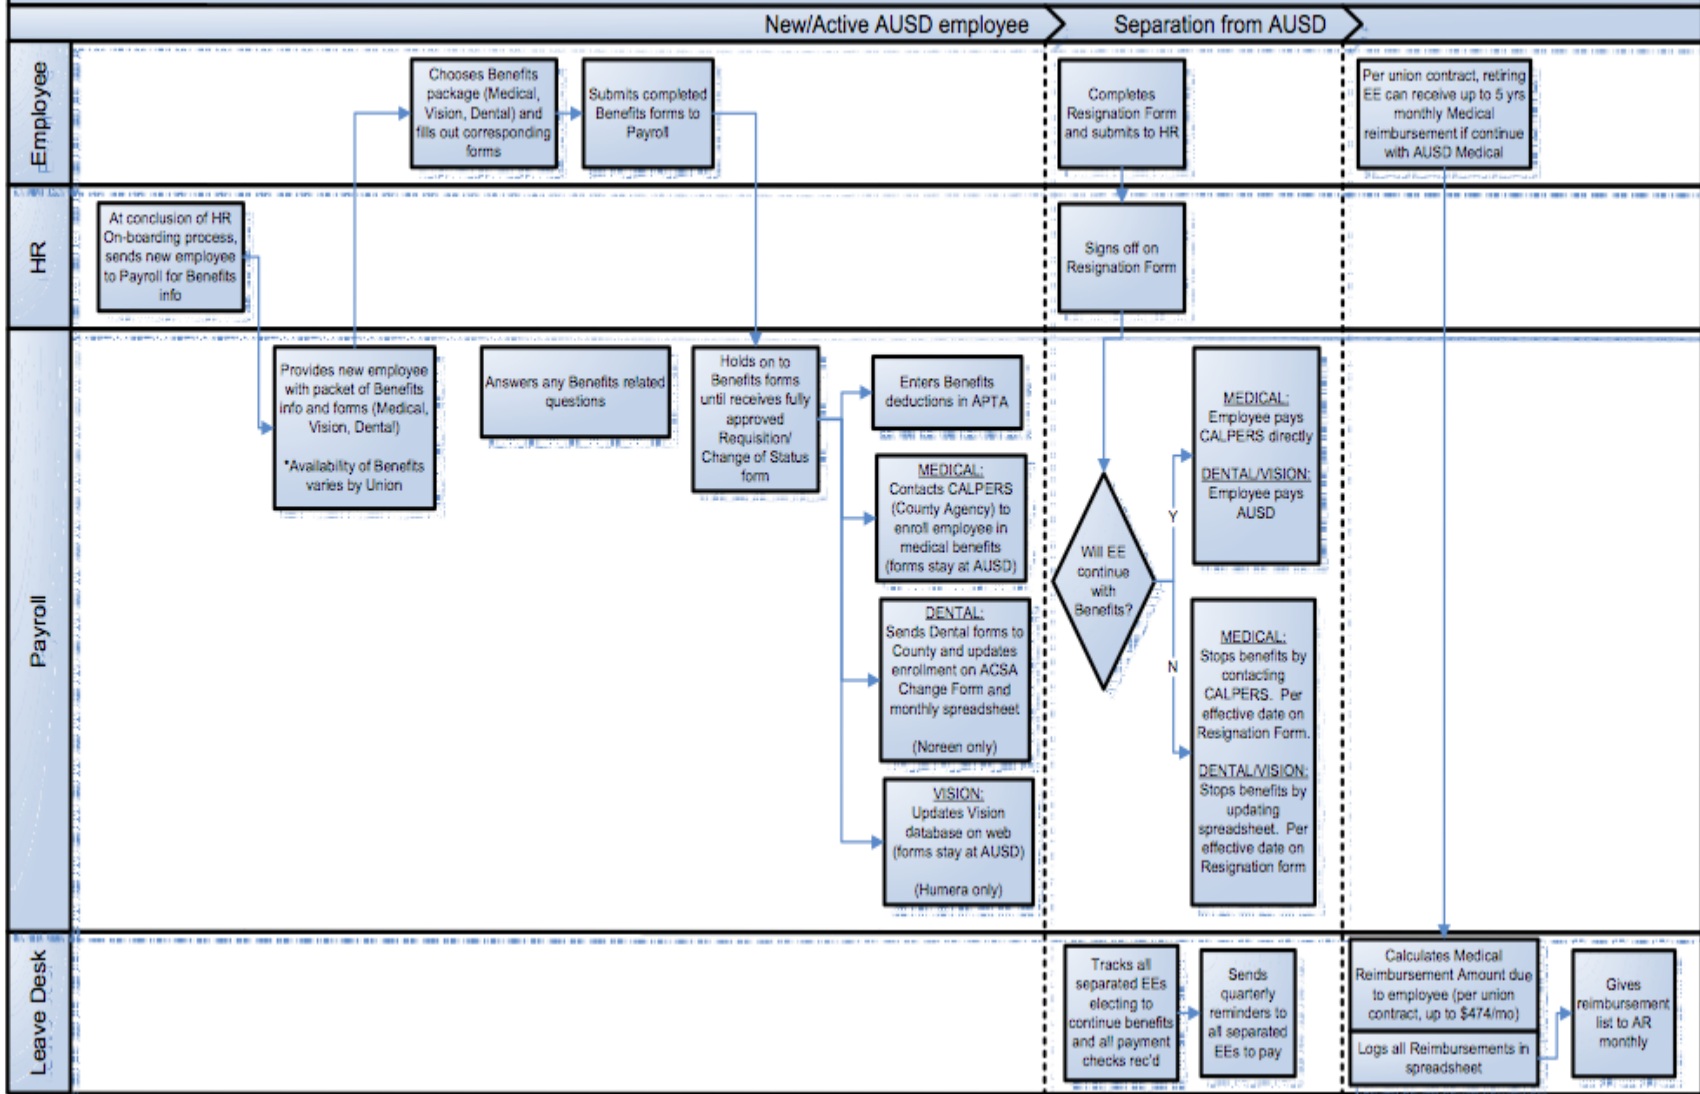 New/Active AUSD employee
Separation from AUSD
Employee
Chooses Benefits
package (Medical,
Vision, Dental) and
fills out corresponding
forms
Submits completed
Benefits forms to
Payroll
Completes
Resignation Form
and submits to HR
Per union contract, retiring
EE can receive up to 5 yrs
monthly Medical
reimbursement if continue
with AUSD Medical
HR
At conclusion of HR
On-boarding process,
sends new employee
to Payroll for Benefits
info
Signs off on
Resignation Form
Payroll
Provides new employee
with packet of Benefits
info and forms (Medical,
Vision, Dental)
*Availability of Benefits
varies by Union
Answers any Benefits related
questions
Holds on to
Benefits forms
until receives fully
approved
Requisition/
Change of Status
form
Enters Benefits
deductions in APTA
MEDICAL:
Contacts CALPERS
(County Agency) to
enroll employee in
medical benefits
(forms stay at AUSD)
DENTAL:
Sends Dental forms to
County and updates
enrollment on ACSA
Change Form and
monthly spreadsheet
(Noreen only)
VISION:
Updates Vision
database on web
(forms stay at AUSD)
(Humera only)
Will EE
continue
with
Benefits?
Y
N
MEDICAL:
Employee pays
CALPERS directly
DENTAL/VISION:
Employee pays
AUSD
MEDICAL:
Stops benefits by
contacting
CALPERS. Per
effective date on
Resignation Form.
DENTAL/VISION:
Stops benefits by
updating
spreadsheet. Per
effective date on
Resignation form
Leave Desk
Tracks all
separated EEs
electing to
continue benefits
and all payment
checks rec'd
Sends
quarterly
reminders to
all separated
EEs to pay
Calculates Medical
Reimbursement Amount due
to employee (per union
contract, up to $474/mo)
Logs all Reimbursements in
spreadsheet
Gives
reimbursement
list to AR
monthly